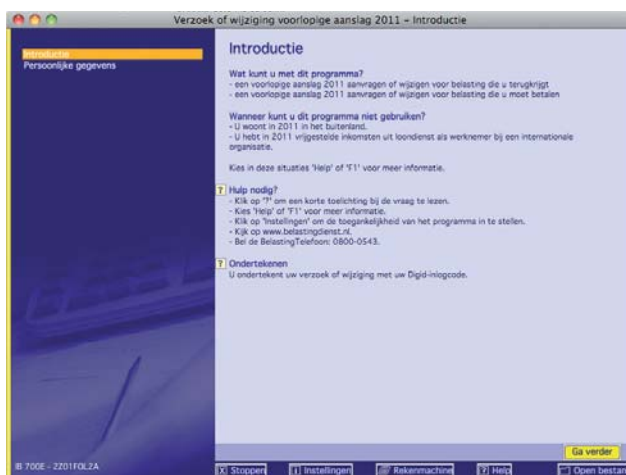 Verzoek of wijziging voorlopige aanslag 2011 – Introductie
Introductie
Persoonlijke gegevens
Introductie
Wat kunt u met dit programma?
- een voorlopige aanslag 2011 aanvragen of wijzigen voor belasting die u terugkrijgt
- een voorlopige aanslag 2011 aanvragen of wijzigen voor belasting die u moet betalen
Wanneer kunt u dit programma niet gebruiken?
- U woont in 2011 in het buitenland.
- U hebt in 2011 vrijgestelde inkomsten uit loondienst als werknemer bij een internationale
organisatie.
Kies in deze situaties 'Help' of 'F1' voor meer informatie.
? Hulp nodig?
- Klik op '?' om een korte toelichting bij de vraag te lezen.
- Kies 'Help' of 'F1' voor meer informatie.
- Klik op 'Instellingen' om de toegankelijkheid van het programma in te stellen.
- Kijk op www.belastingdienst.nl.
- Bel de BelastingTelefoon: 0800-0543.
? Ondertekenen
U ondertekent uw verzoek of wijziging met uw Digid-inlogcode.
Ga verder
IB 700E - 2Z01FOL2A
X Stoppen
i Instellingen
Rekenmachine
? Help
Open bestan